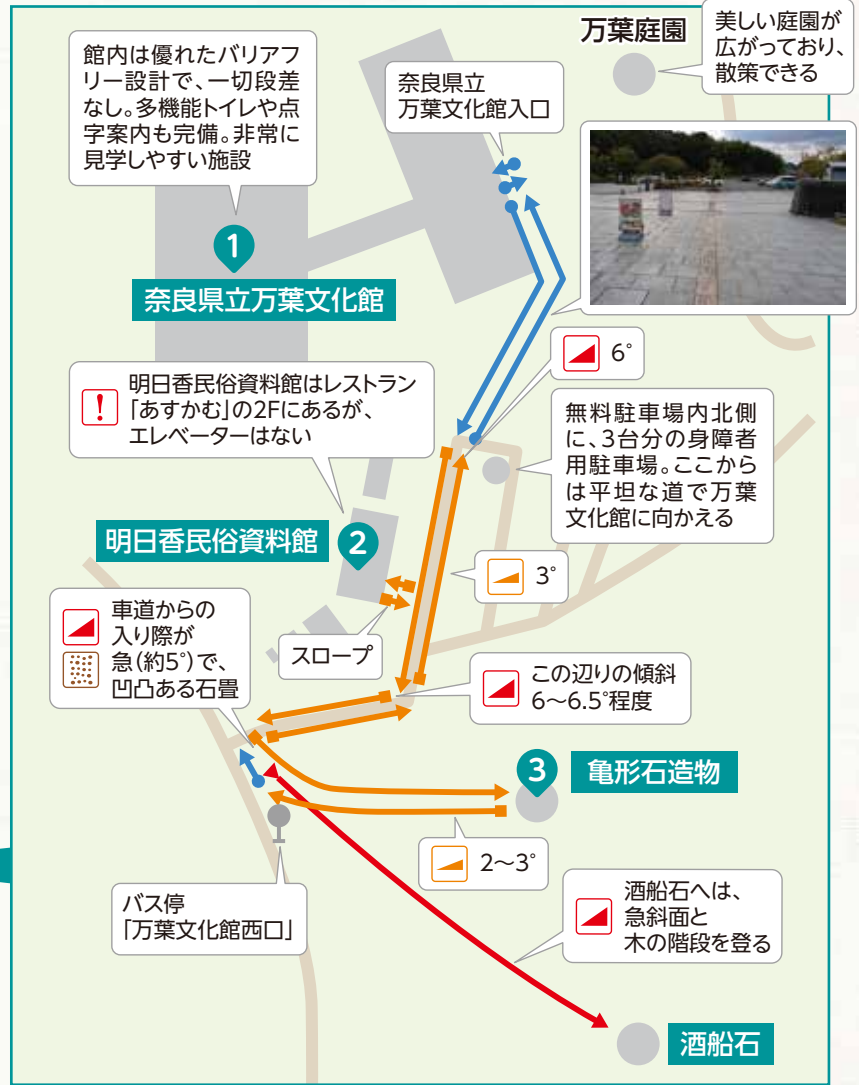 万葉庭園
美しい庭園が
広がっており、
散策できる
館内は優れたバリアフ
リー設計で、一切段差
なし。多機能トイレや点
字案内も完備。非常に
見学しやすい施設
奈良県立
万葉文化館入口
1
奈良県立万葉文化館
6°
! 明日香民俗資料館はレストラン
「あすかむ」の2Fにあるが、
エレベーターはない
無料駐車場内北側
に、3台分の身障者
用駐車場。ここから
は平坦な道で万葉
文化館に向かえる
明日香民俗資料館 2
3°
車道からの
入り際が
急(約5°)で、
凹凸ある石畳
スロープ
この辺りの傾斜
6〜6.5°程度
3 亀形石造物
2〜3°
バス停
「万葉文化館西口」
酒船石へは、
急斜面と
木の階段を登る
酒船石